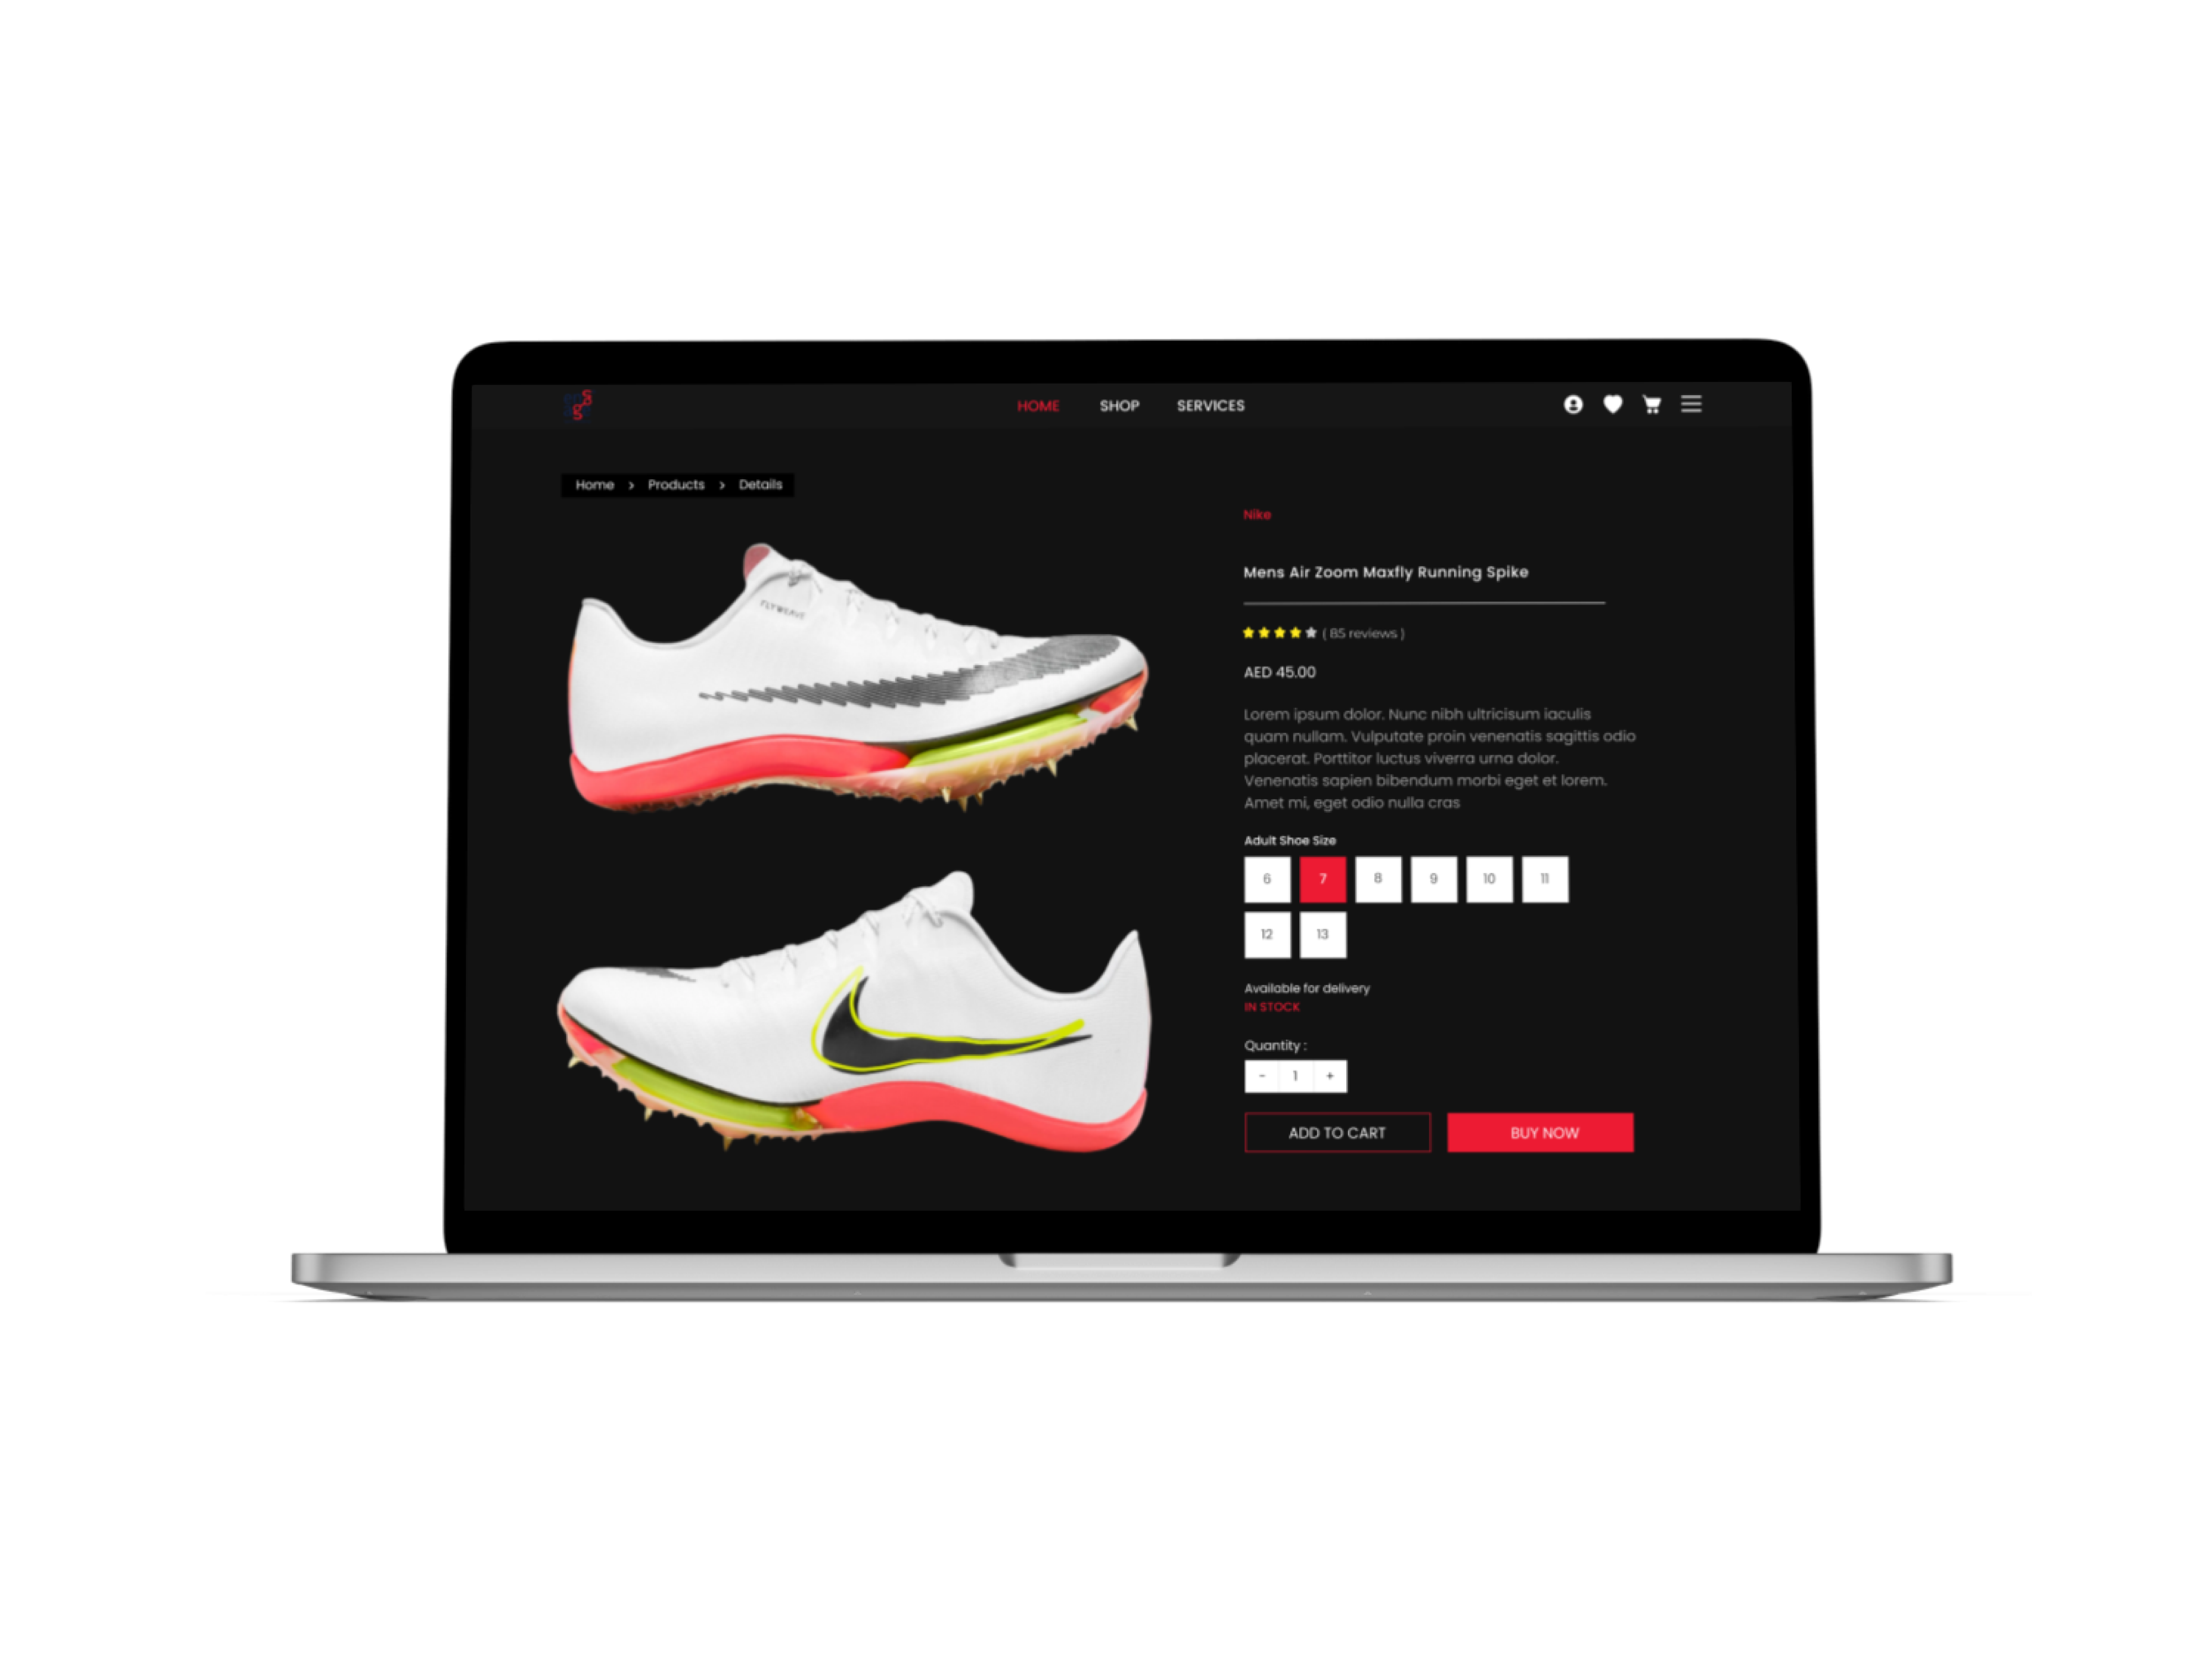 HOME SHOP SERVICES
Home > Products > Details
Nike
Mens Air Zoom Maxfly Running Spike
( 85 reviews )
AED 45.00
Lorem ipsum dolor. Nunc nibh ultricisum iaculis
quam nullam. Vulputate proin venenatis sagittis odio
placerat. Porttitor luctus viverra urna dolor.
Venenatis sapien bibendum morbi eget et lorem.
Amet mi, eget odio nulla cras
Adult Shoe Size
6 7 8 9 10 11
12 13
Available for delivery
IN STOCK
Quantity :
- 1 +
ADD TO CART BUY NOW
FLYWEAVE